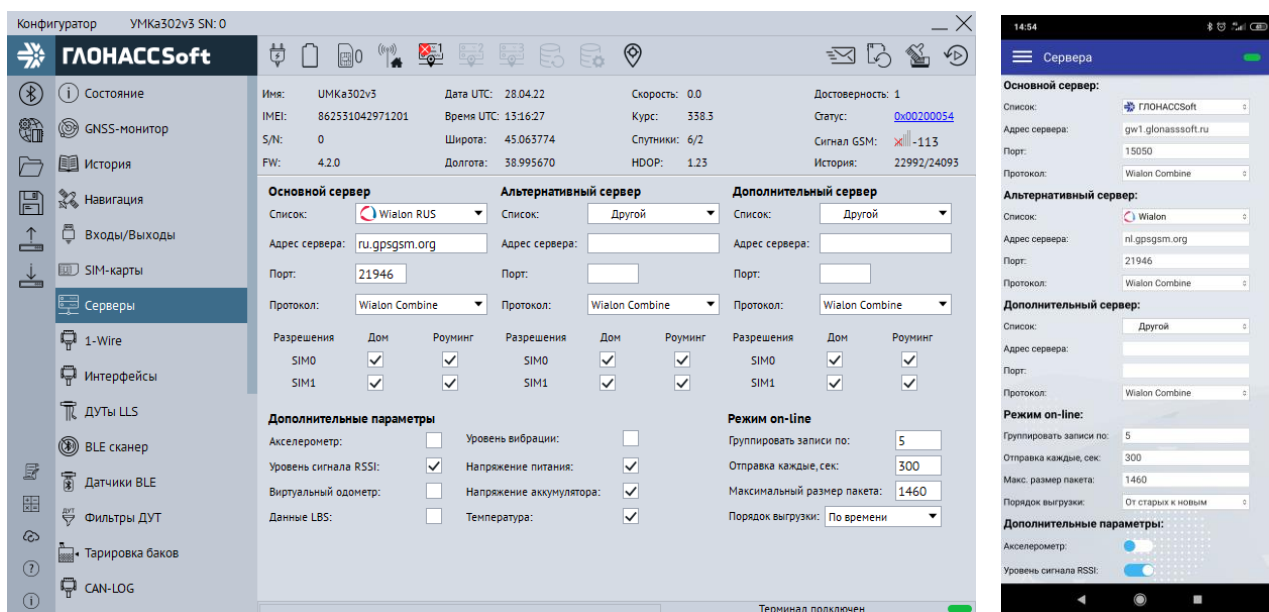 Конфигуратор УМКа302v3 SN: 0
ГЛОНАССSoft
0
Состояние
GNSS-монитор
История
Навигация
Входы/Выходы
SIM-карты
Серверы
1-Wire
Интерфейсы
ДУТы LLS
BLE сканер
Датчики BLE
Фильтры ДУТ
Тарировка баков
CAN-LOG
Имя: UMKa302v3 Дата UTC: 28.04.22 Скорость: 0.0 Достоверность: 1
IMEI: 862531042971201 Время UTC: 13:16:27 Курс: 338.3 Статус: 0x00200054
S/N: 0 Широта: 45.063774 Спутники: 6/2 Сигнал GSM: -113
FW: 4.2.0 Долгота: 38.995670 HDOP: 1.23 История: 22992/24093
Основной сервер Альтернативный сервер Дополнительный сервер
Список: Wialon RUS Список: Другой Список: Другой
Адрес сервера: ru.gpsgsm.org Адрес сервера: Адрес сервера:
Порт: 21946 Порт: Порт:
Протокол: Wialon Combine Протокол: Wialon Combine Протокол: Wialon Combine
Разрешения Дом Роуминг Разрешения Дом Роуминг Разрешения Дом Роуминг
SIM0 SIM0 SIM0
SIM1 SIM1 SIM1
Дополнительные параметры Режим on-line
Акселерометр: Уровень вибрации: Группировать записи по: 5
Уровень сигнала RSSI: Напряжение питания: Отправка каждые, сек: 300
Виртуальный одометр: Напряжение аккумулятора: Максимальный размер пакета: 1460
Данные LBS: Температура: Порядок выгрузки: По времени
Терминал подключен
14:54
Сервера
Основной сервер:
Список: ГЛОНАССSoft
Адрес сервера: gw1.glonasssoft.ru
Порт: 15050
Протокол: Wialon Combine
Альтернативный сервер:
Список: Wialon
Адрес сервера: nl.gpsgsm.org
Порт: 21946
Протокол: Wialon Combine
Дополнительный сервер:
Список: Другой
Адрес сервера:
Порт:
Протокол: Wialon Combine
Режим on-line:
Группировать записи по: 5
Отправка каждые, сек: 300
Макс. размер пакета: 1460
Порядок выгрузки: От старых к новым
Дополнительные параметры:
Акселерометр:
Уровень сигнала RSSI: